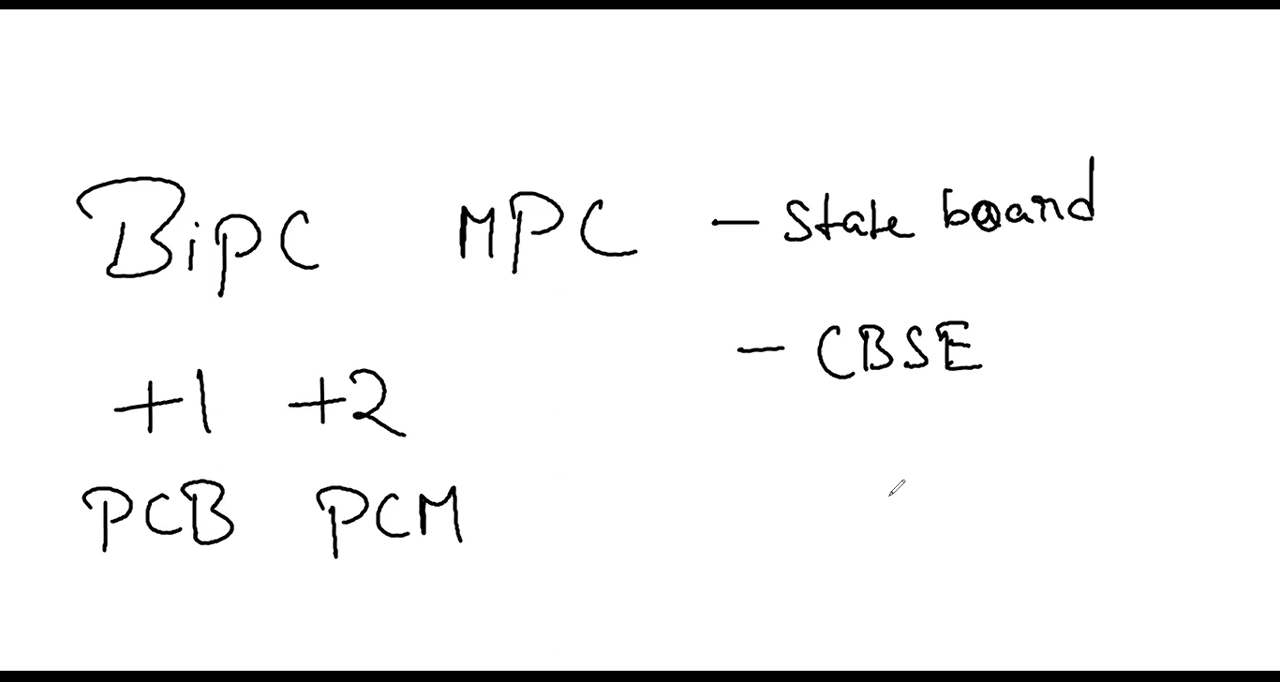 BiPC MPC - State board
- CBSE
+1 +2
PCB PCM